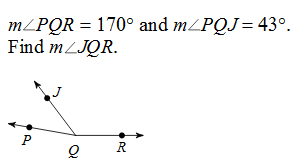 m∠PQR = 170° and m∠PQJ = 43°.
Find m∠JQR.
J
P
Q
R